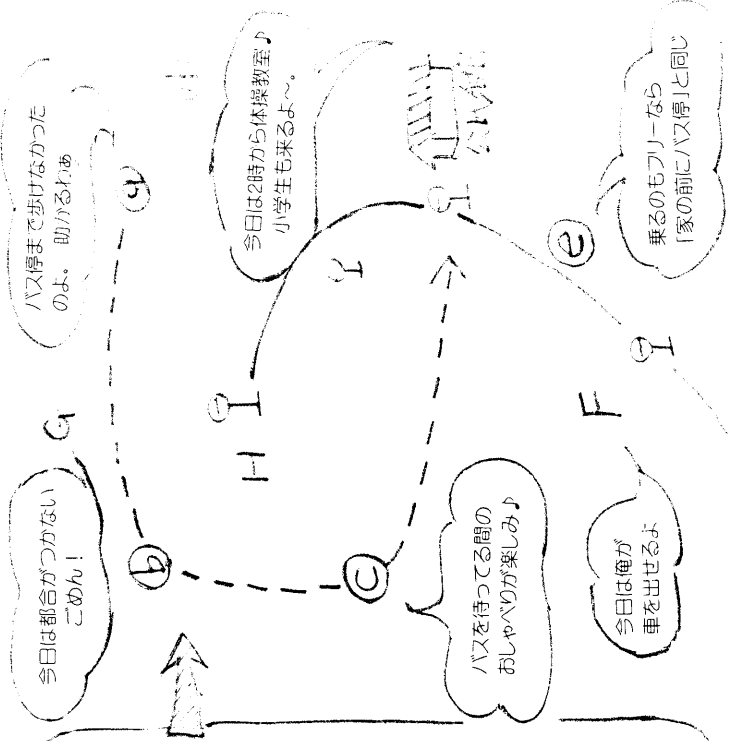 今日は都合がつかない
ごめん！
バス停まで歩けなかった
のよ。助かるわぁ
G
b
a
H
今日は2時から体操教室♪
小学生も来るよ～。
Y
c
バスを待ってる間の
おしゃべりが楽しみ♪
e
F
今日は俺が
車を出せるよ
乗るのもフリーなら
「家の前にバス停」と同じ